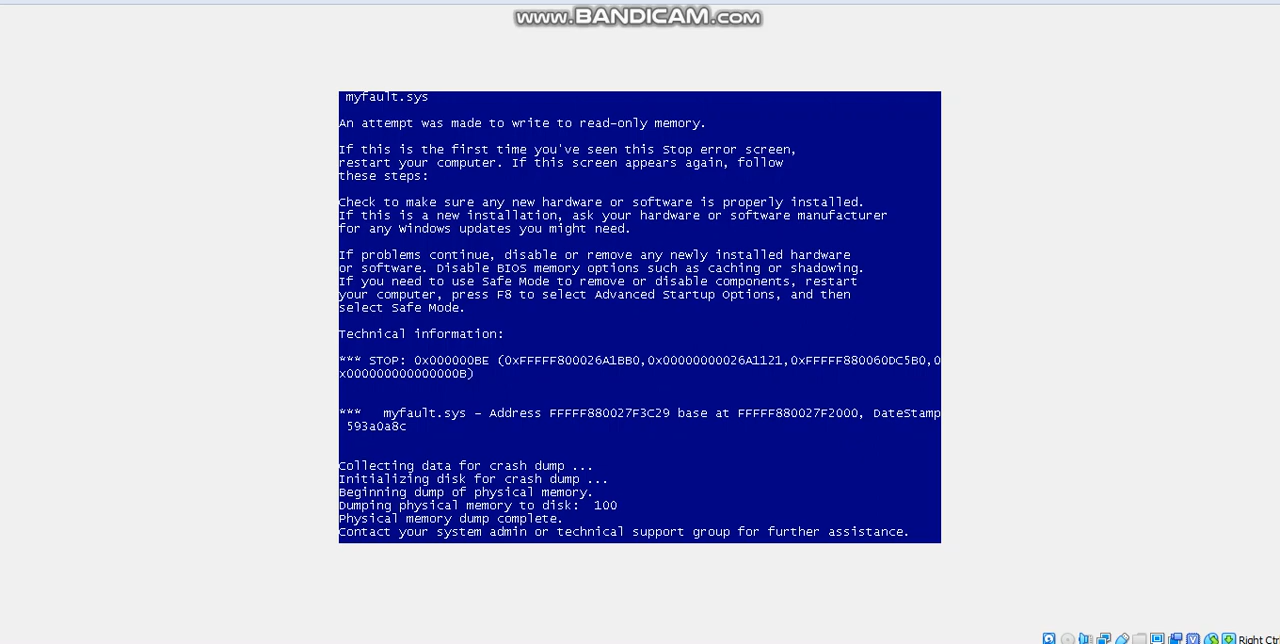 www.BANDICAM.com
myfault.sys
An attempt was made to write to read-only memory.
If this is the first time you've seen this Stop error screen,
restart your computer. If this screen appears again, follow
these steps:
Check to make sure any new hardware or software is properly installed.
If this is a new installation, ask your hardware or software manufacturer
for any Windows updates you might need.
If problems continue, disable or remove any newly installed hardware
or software. Disable BIOS memory options such as caching or shadowing.
If you need to use Safe Mode to remove or disable components, restart
your computer, press F8 to select Advanced Startup Options, and then
select Safe Mode.
Technical information:
*** STOP: 0x000000BE (0xFFFFF800026A1BB0,0x00000000026A1121,0xFFFFF880060DC5B0,0
x000000000000000B)
*** myfault.sys - Address FFFFF880027F3C29 base at FFFFF880027F2000, DateStamp
593a0a8c
Collecting data for crash dump ...
Initializing disk for crash dump ...
Beginning dump of physical memory.
Dumping physical memory to disk: 100
Physical memory dump complete.
Contact your system admin or technical support group for further assistance.
Right Ctr